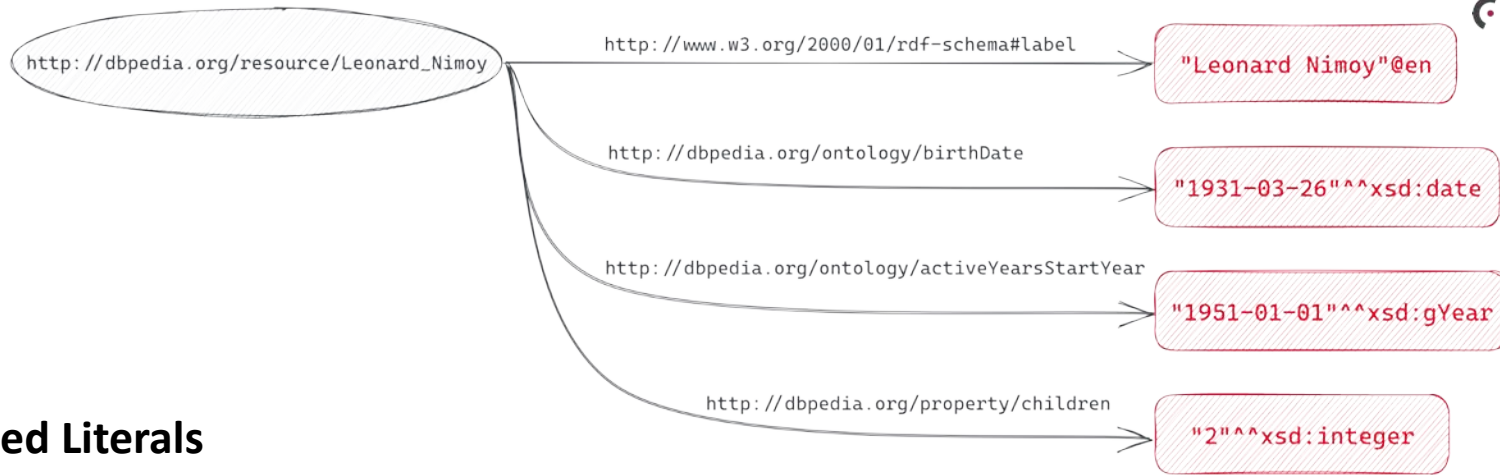 http://www.w3.org/2000/01/rdf-schema#label
http://dbpedia.org/resource/Leonard_Nimoy
"Leonard Nimoy"@en
http://dbpedia.org/ontology/birthDate
"1931-03-26"^^xsd:date
http://dbpedia.org/ontology/activeYearsStartYear
"1951-01-01"^^xsd:gYear
http://dbpedia.org/property/children
"2"^^xsd:integer
ed Literals